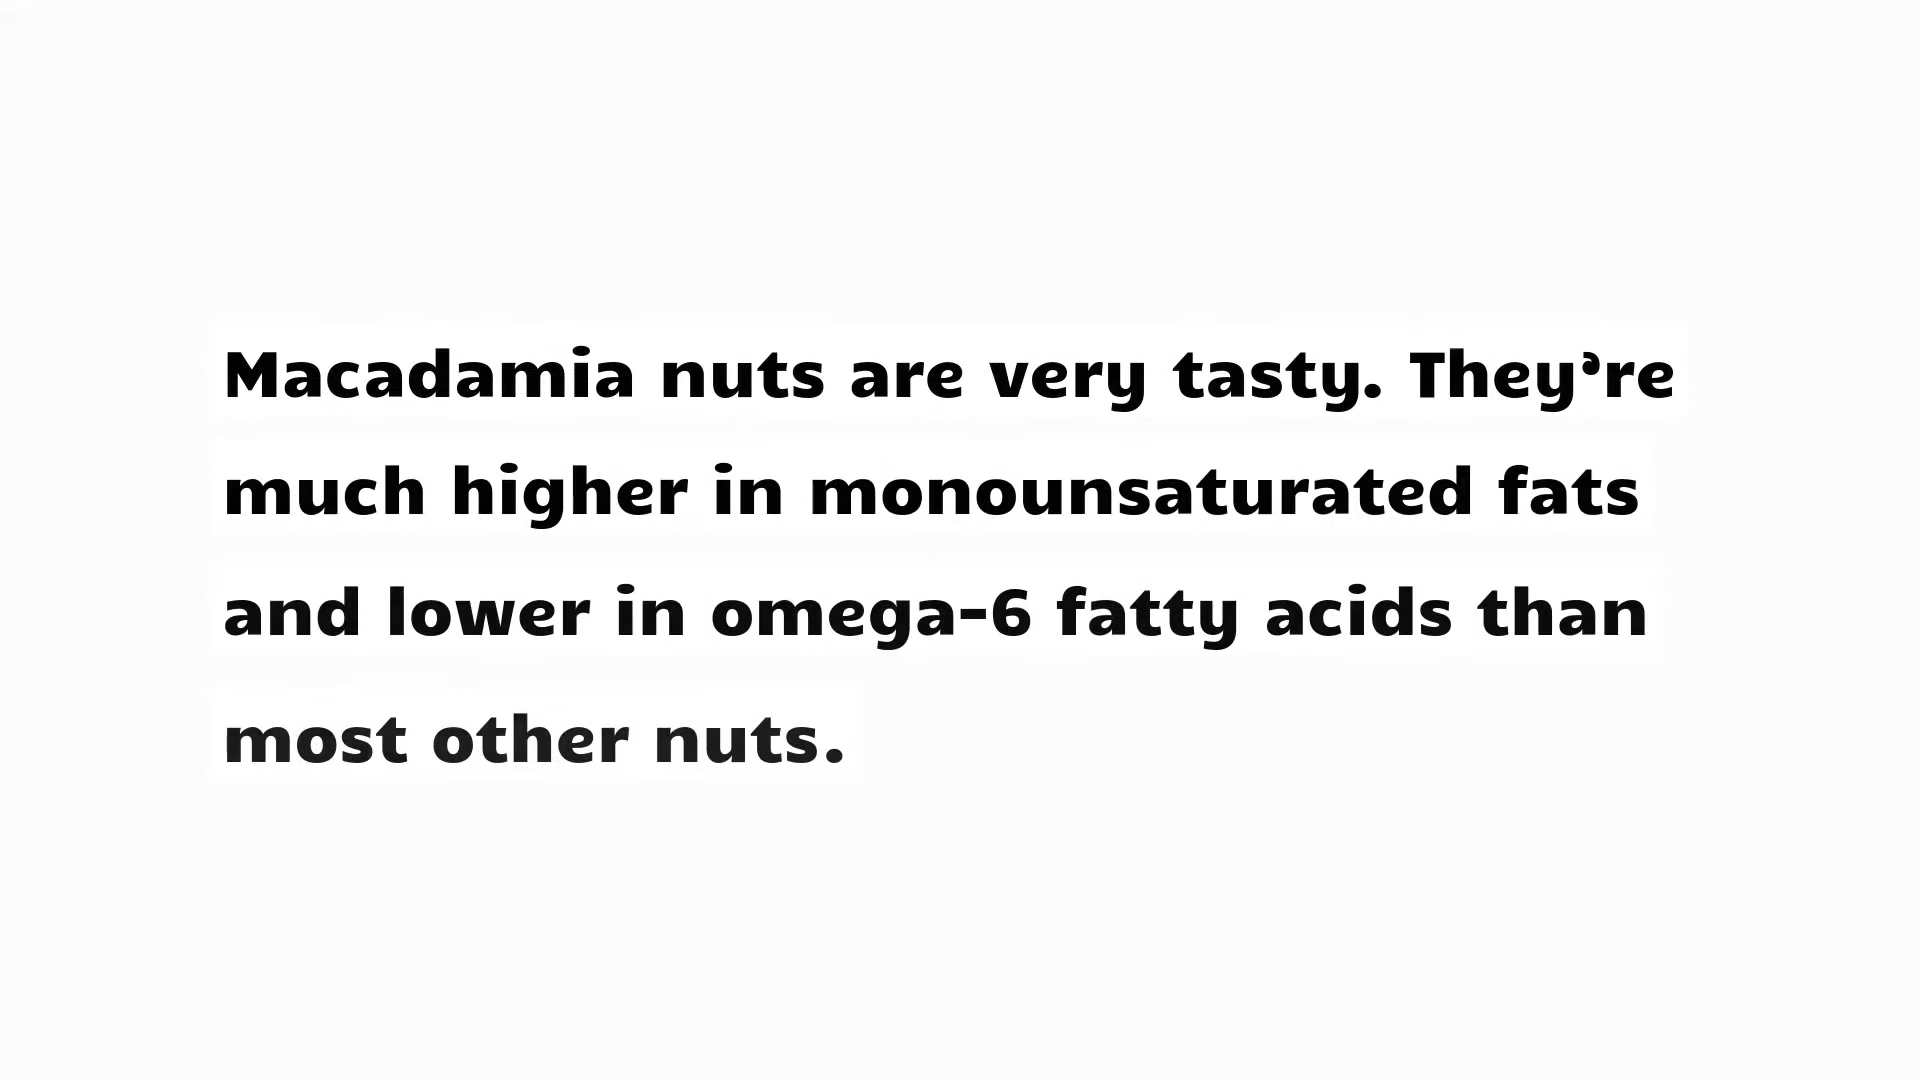 Macadamia nuts are very tasty. They’re
much higher in monounsaturated fats
and lower in omega-6 fatty acids than
most other nuts.